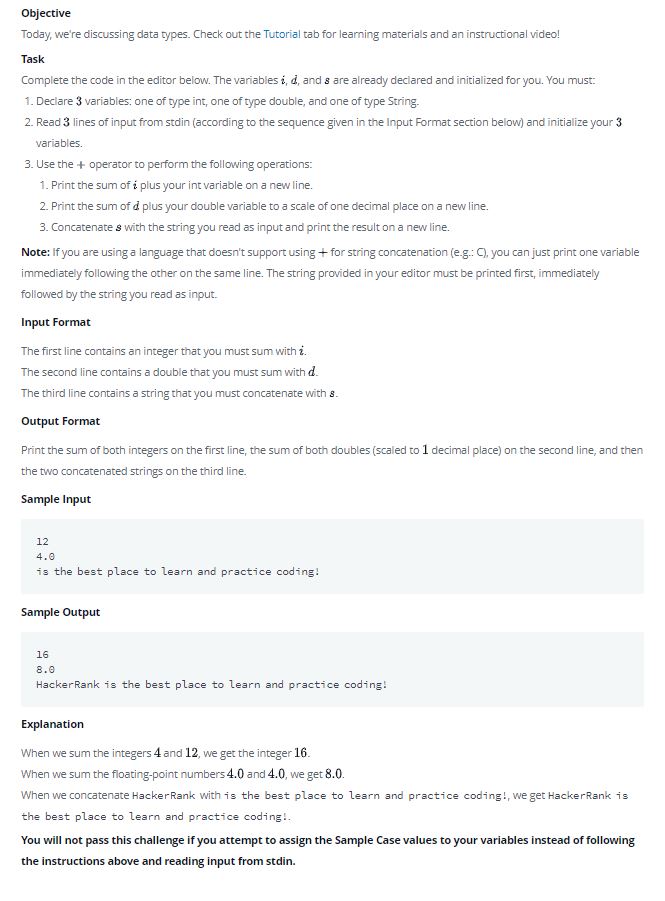 Objective
Today, we're discussing data types. Check out the Tutorial tab for learning materials and an instructional video!
Task
Complete the code in the editor below. The variables i, d, and s are already declared and initialized for you. You must:
1. Declare 3 variables: one of type int, one of type double, and one of type String.
2. Read 3 lines of input from stdin (according to the sequence given in the Input Format section below) and initialize your 3
variables.
3. Use the + operator to perform the following operations:
1. Print the sum of i plus your int variable on a new line.
2. Print the sum of d plus your double variable to a scale of one decimal place on a new line.
3. Concatenate s with the string you read as input and print the result on a new line.
Note: If you are using a language that doesn't support using + for string concatenation (e.g.: C), you can just print one variable
immediately following the other on the same line. The string provided in your editor must be printed first, immediately
followed by the string you read as input.
Input Format
The first line contains an integer that you must sum with i.
The second line contains a double that you must sum with d.
The third line contains a string that you must concatenate with s.
Output Format
Print the sum of both integers on the first line, the sum of both doubles (scaled to 1 decimal place) on the second line, and then
the two concatenated strings on the third line.
Sample Input
12
4.0
is the best place to learn and practice coding!
Sample Output
16
8.0
HackerRank is the best place to learn and practice coding!
Explanation
When we sum the integers 4 and 12, we get the integer 16.
When we sum the floating-point numbers 4.0 and 4.0, we get 8.0.
When we concatenate HackerRank with is the best place to learn and practice coding!, we get HackerRank is
the best place to learn and practice coding!.
You will not pass this challenge if you attempt to assign the Sample Case values to your variables instead of following
the instructions above and reading input from stdin.